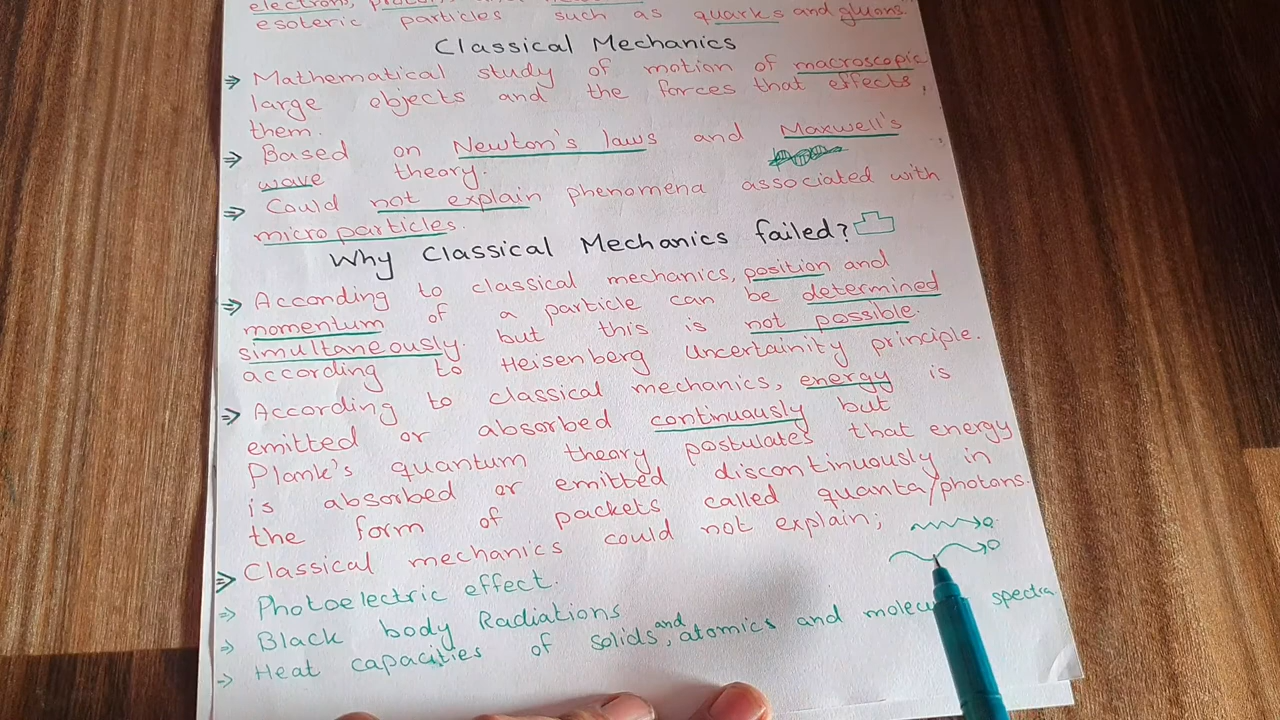 electrons,
esoteric particles such as quarks and gluons
Classical Mechanics
⇒ Mathematical study of motion of macroscopic
large objects and the forces that effects
them.
⇒ Based on Newton's laws and Maxwell's
wave theory.
⇒ Could not explain phenomena associated with
microparticles.
Why Classical Mechanics failed?
⇒ According to classical mechanics, position and
momentum of a particle can be determined
simultaneously. but this is not possible.
according to Heisenberg Uncertainity principle.
⇒ According to classical mechanics, energy is
emitted or absorbed continuously but
Plank's quantum theory postulates that energy
is absorbed or emitted discontinuously in
the form of packets called quanta/photons.
⇒ Classical mechanics could not explain;
⇒ Photoelectric effect.
⇒ Black body Radiations
⇒ Heat capacities of solids, and atomics and spectra